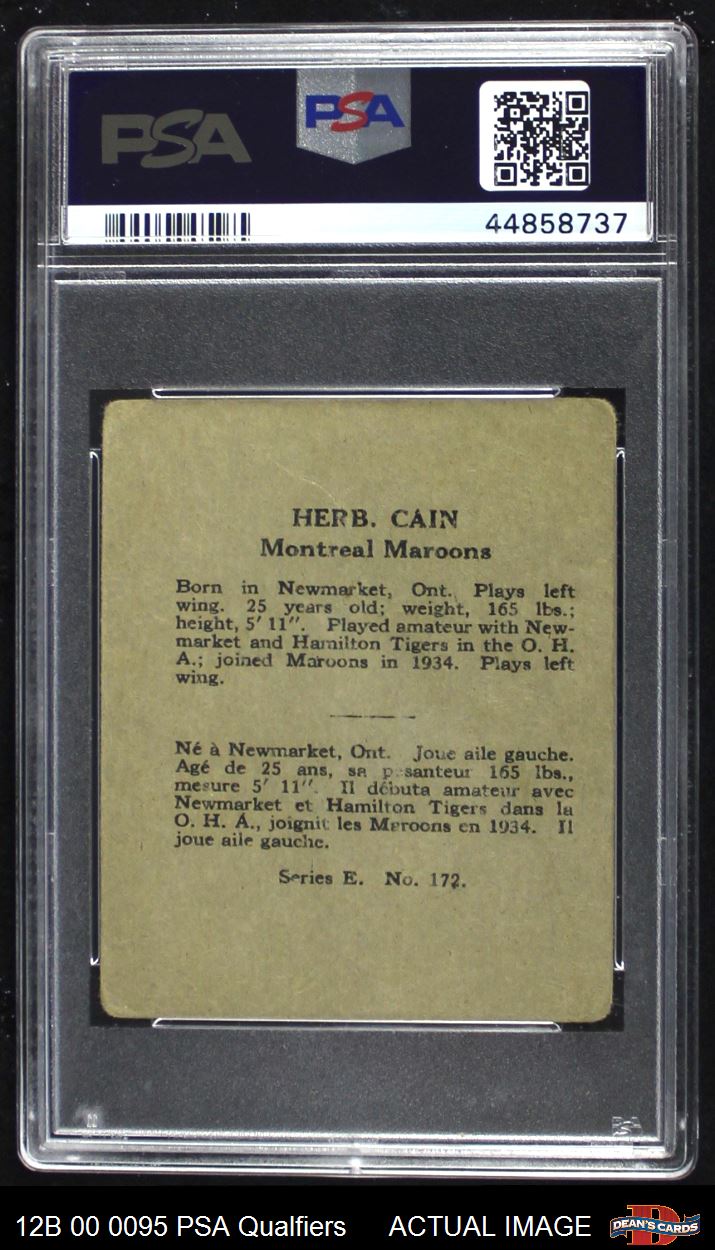 PSA
PSA
44858737
HERB. CAIN
Montreal Maroons
Born in Newmarket, Ont. Plays left
wing. 25 years old; weight, 165 lbs.;
height, 5' 11". Played amateur with New-
market and Hamilton Tigers in the O. H.
A.; joined Maroons in 1934. Plays left
wing.
Né à Newmarket, Ont. Joue aile gauche.
Agé de 25 ans, sa pesanteur 165 lbs.,
mesure 5' 11". Il débuta amateur avec
Newmarket et Hamilton Tigers dans la
O. H. A., joignit les Maroons en 1934. Il
joue aile gauche.
Series E. No. 172.
PSA
12B 00 0095 PSA Qualfiers ACTUAL IMAGE
D
DEAN'S CARDS